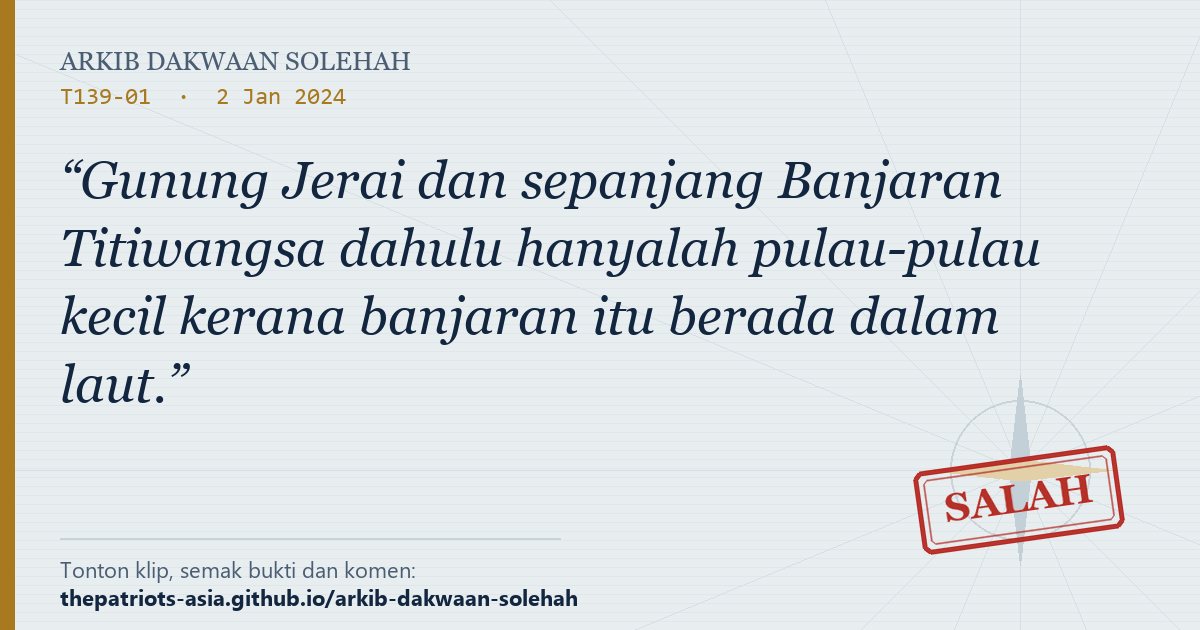 ARKIB DAKWAAN SOLEHAH
T139-01 · 2 Jan 2024
“Gunung Jerai dan sepanjang Banjaran
Titiwangsa dahulu hanyalah pulau-pulau
kecil kerana banjaran itu berada dalam
laut.”
SALAH
Tonton klip, semak bukti dan komen:
thepatriots-asia.github.io/arkib-dakwaan-solehah